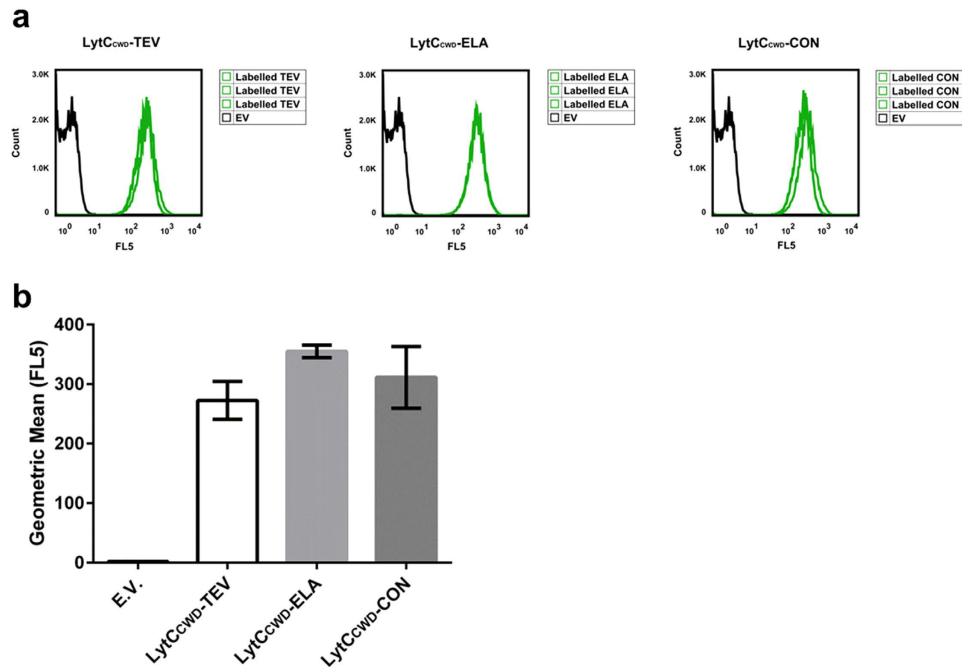 a
LytCCWD-TEV
3.0K
2.0K
1.0K
0
Count
10^0 10^1 10^2 10^3 10^4
FL5
Labelled TEV
Labelled TEV
Labelled TEV
EV
LytCCWD-ELA
3.0K
2.0K
1.0K
0
Count
10^0 10^1 10^2 10^3 10^4
FL5
Labelled ELA
Labelled ELA
Labelled ELA
EV
LytCCWD-CON
3.0K
2.0K
1.0K
0
Count
10^0 10^1 10^2 10^3 10^4
FL5
Labelled CON
Labelled CON
Labelled CON
EV
b
Geometric Mean (FL5)
400
300
200
100
0
E.V.
LytCCWD-TEV
LytCCWD-ELA
LytCCWD-CON